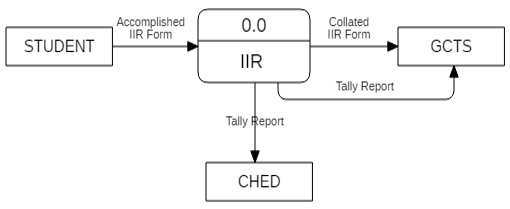 Accomplished
IIR Form
Collated
IIR Form
STUDENT
0.0
IIR
GCTS
Tally Report
Tally Report
CHED